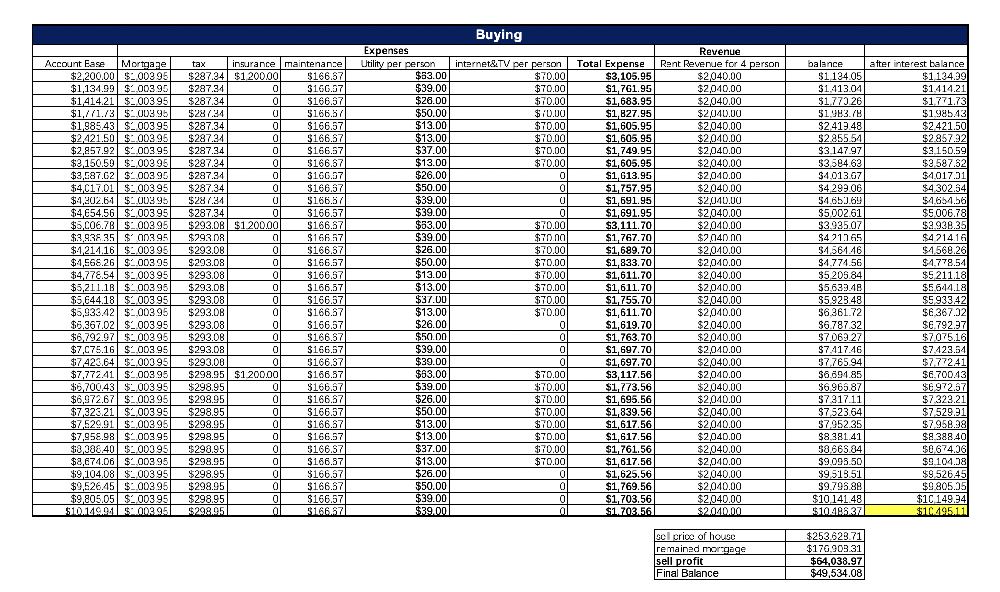 Buying
Expenses Revenue
Account Base Mortgage tax insurance maintenance Utility per person internet&TV per person Total Expense Rent Revenue for 4 person balance after interest balance
$2,200.00 $1,003.95 $287.34 $1,200.00 $166.67 $63.00 $70.00 $3,105.95 $2,040.00 $1,134.05 $1,134.99
$1,134.99 $1,003.95 $287.34 0 $166.67 $39.00 $70.00 $1,761.95 $2,040.00 $1,413.04 $1,414.21
$1,414.21 $1,003.95 $287.34 0 $166.67 $26.00 $70.00 $1,683.95 $2,040.00 $1,770.26 $1,771.73
$1,771.73 $1,003.95 $287.34 0 $166.67 $50.00 $70.00 $1,827.95 $2,040.00 $1,983.78 $1,985.43
$1,985.43 $1,003.95 $287.34 0 $166.67 $13.00 $70.00 $1,605.95 $2,040.00 $2,419.48 $2,421.50
$2,421.50 $1,003.95 $287.34 0 $166.67 $13.00 $70.00 $1,605.95 $2,040.00 $2,855.54 $2,857.92
$2,857.92 $1,003.95 $287.34 0 $166.67 $37.00 $70.00 $1,749.95 $2,040.00 $3,147.97 $3,150.59
$3,150.59 $1,003.95 $287.34 0 $166.67 $13.00 $70.00 $1,605.95 $2,040.00 $3,584.63 $3,587.62
$3,587.62 $1,003.95 $287.34 0 $166.67 $26.00 0 $1,613.95 $2,040.00 $4,013.67 $4,017.01
$4,017.01 $1,003.95 $287.34 0 $166.67 $50.00 0 $1,757.95 $2,040.00 $4,299.06 $4,302.64
$4,302.64 $1,003.95 $287.34 0 $166.67 $39.00 0 $1,691.95 $2,040.00 $4,650.69 $4,654.56
$4,654.56 $1,003.95 $287.34 0 $166.67 $39.00 0 $1,691.95 $2,040.00 $5,002.61 $5,006.78
$5,006.78 $1,003.95 $293.08 $1,200.00 $166.67 $63.00 $70.00 $3,111.70 $2,040.00 $3,935.07 $3,938.35
$3,938.35 $1,003.95 $293.08 0 $166.67 $39.00 $70.00 $1,767.70 $2,040.00 $4,210.65 $4,214.16
$4,214.16 $1,003.95 $293.08 0 $166.67 $26.00 $70.00 $1,689.70 $2,040.00 $4,564.46 $4,568.26
$4,568.26 $1,003.95 $293.08 0 $166.67 $50.00 $70.00 $1,833.70 $2,040.00 $4,774.56 $4,778.54
$4,778.54 $1,003.95 $293.08 0 $166.67 $13.00 $70.00 $1,611.70 $2,040.00 $5,206.84 $5,211.18
$5,211.18 $1,003.95 $293.08 0 $166.67 $13.00 $70.00 $1,611.70 $2,040.00 $5,639.48 $5,644.18
$5,644.18 $1,003.95 $293.08 0 $166.67 $37.00 $70.00 $1,755.70 $2,040.00 $5,928.48 $5,933.42
$5,933.42 $1,003.95 $293.08 0 $166.67 $13.00 $70.00 $1,611.70 $2,040.00 $6,361.72 $6,367.02
$6,367.02 $1,003.95 $293.08 0 $166.67 $26.00 0 $1,619.70 $2,040.00 $6,787.32 $6,792.97
$6,792.97 $1,003.95 $293.08 0 $166.67 $50.00 0 $1,763.70 $2,040.00 $7,069.27 $7,075.16
$7,075.16 $1,003.95 $293.08 0 $166.67 $39.00 0 $1,697.70 $2,040.00 $7,417.46 $7,423.64
$7,423.64 $1,003.95 $293.08 0 $166.67 $39.00 0 $1,697.70 $2,040.00 $7,765.94 $7,772.41
$7,772.41 $1,003.95 $298.95 $1,200.00 $166.67 $63.00 $70.00 $3,117.56 $2,040.00 $6,694.85 $6,700.43
$6,700.43 $1,003.95 $298.95 0 $166.67 $39.00 $70.00 $1,773.56 $2,040.00 $6,966.87 $6,972.67
$6,972.67 $1,003.95 $298.95 0 $166.67 $26.00 $70.00 $1,695.56 $2,040.00 $7,317.11 $7,323.21
$7,323.21 $1,003.95 $298.95 0 $166.67 $50.00 $70.00 $1,839.56 $2,040.00 $7,523.64 $7,529.91
$7,529.91 $1,003.95 $298.95 0 $166.67 $13.00 $70.00 $1,617.56 $2,040.00 $7,952.35 $7,958.98
$7,958.98 $1,003.95 $298.95 0 $166.67 $13.00 $70.00 $1,617.56 $2,040.00 $8,381.41 $8,388.40
$8,388.40 $1,003.95 $298.95 0 $166.67 $37.00 $70.00 $1,761.56 $2,040.00 $8,666.84 $8,674.06
$8,674.06 $1,003.95 $298.95 0 $166.67 $13.00 $70.00 $1,617.56 $2,040.00 $9,096.50 $9,104.08
$9,104.08 $1,003.95 $298.95 0 $166.67 $26.00 0 $1,625.56 $2,040.00 $9,518.51 $9,526.45
$9,526.45 $1,003.95 $298.95 0 $166.67 $50.00 0 $1,769.56 $2,040.00 $9,796.88 $9,805.05
$9,805.05 $1,003.95 $298.95 0 $166.67 $39.00 0 $1,703.56 $2,040.00 $10,141.48 $10,149.94
$10,149.94 $1,003.95 $298.95 0 $166.67 $39.00 0 $1,703.56 $2,040.00 $10,486.37 $10,495.11
sell price of house $253,628.71
remained mortgage $176,908.31
sell profit $64,038.97
Final Balance $49,534.08